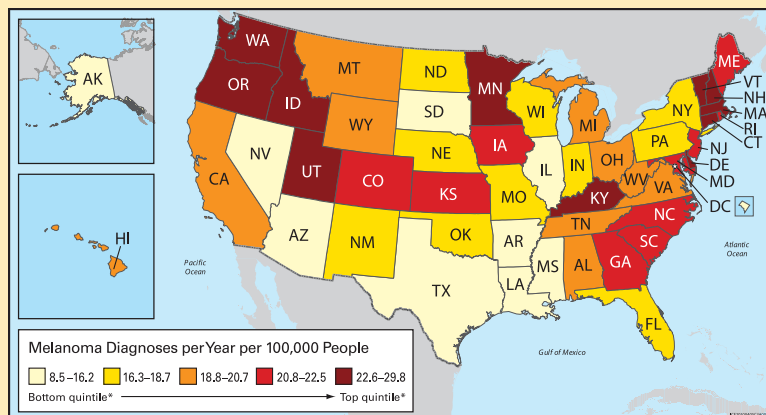 AK
HI
WA
OR
ID
MT
WY
ND
SD
NE
MN
WI
MI
IA
NV
UT
CO
KS
CA
AZ
NM
OK
TX
MO
IL
IN
OH
KY
WV
VA
TN
NC
SC
GA
AL
MS
AR
LA
FL
PA
NY
ME
VT
NH
MA
RI
CT
NJ
DE
MD
DC
Pacific
Ocean
Atlantic
Ocean
Gulf of Mexico
Melanoma Diagnoses per Year per 100,000 People
8.5–16.2 16.3–18.7 18.8–20.7 20.8–22.5 22.6–29.8
Bottom quintile* Top quintile*